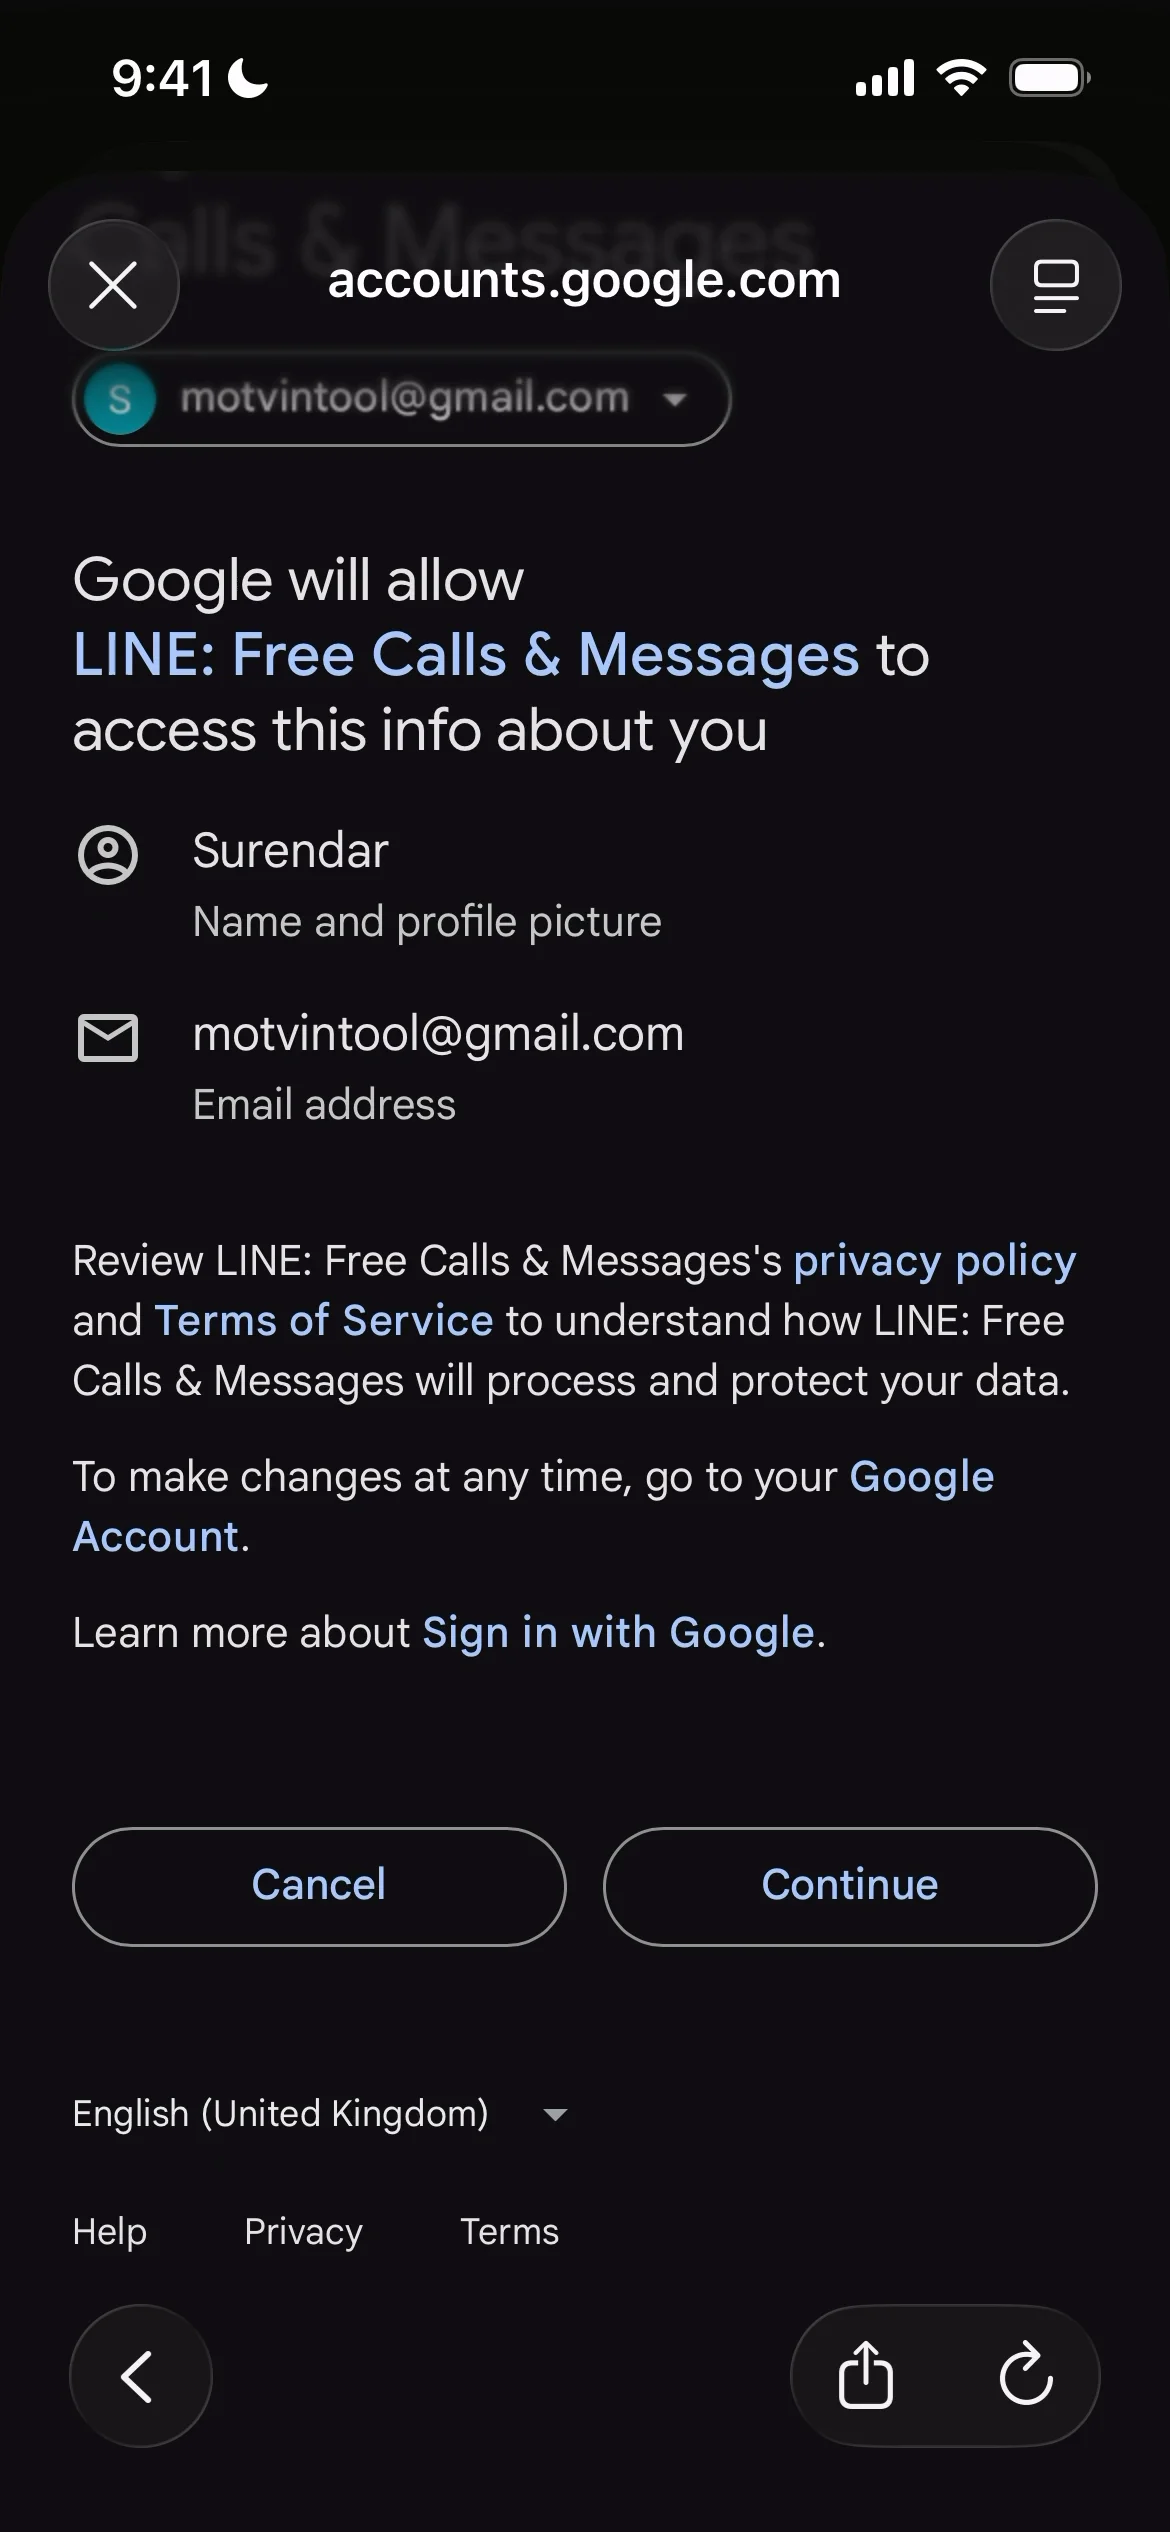 9:41
Calls & Messages
accounts.google.com
S motvintool@gmail.com
Google will allow
LINE: Free Calls & Messages to
access this info about you
Surendar
Name and profile picture
motvintool@gmail.com
Email address
Review LINE: Free Calls & Messages's privacy policy
and Terms of Service to understand how LINE: Free
Calls & Messages will process and protect your data.
To make changes at any time, go to your Google
Account.
Learn more about Sign in with Google.
Cancel Continue
English (United Kingdom)
Help Privacy Terms